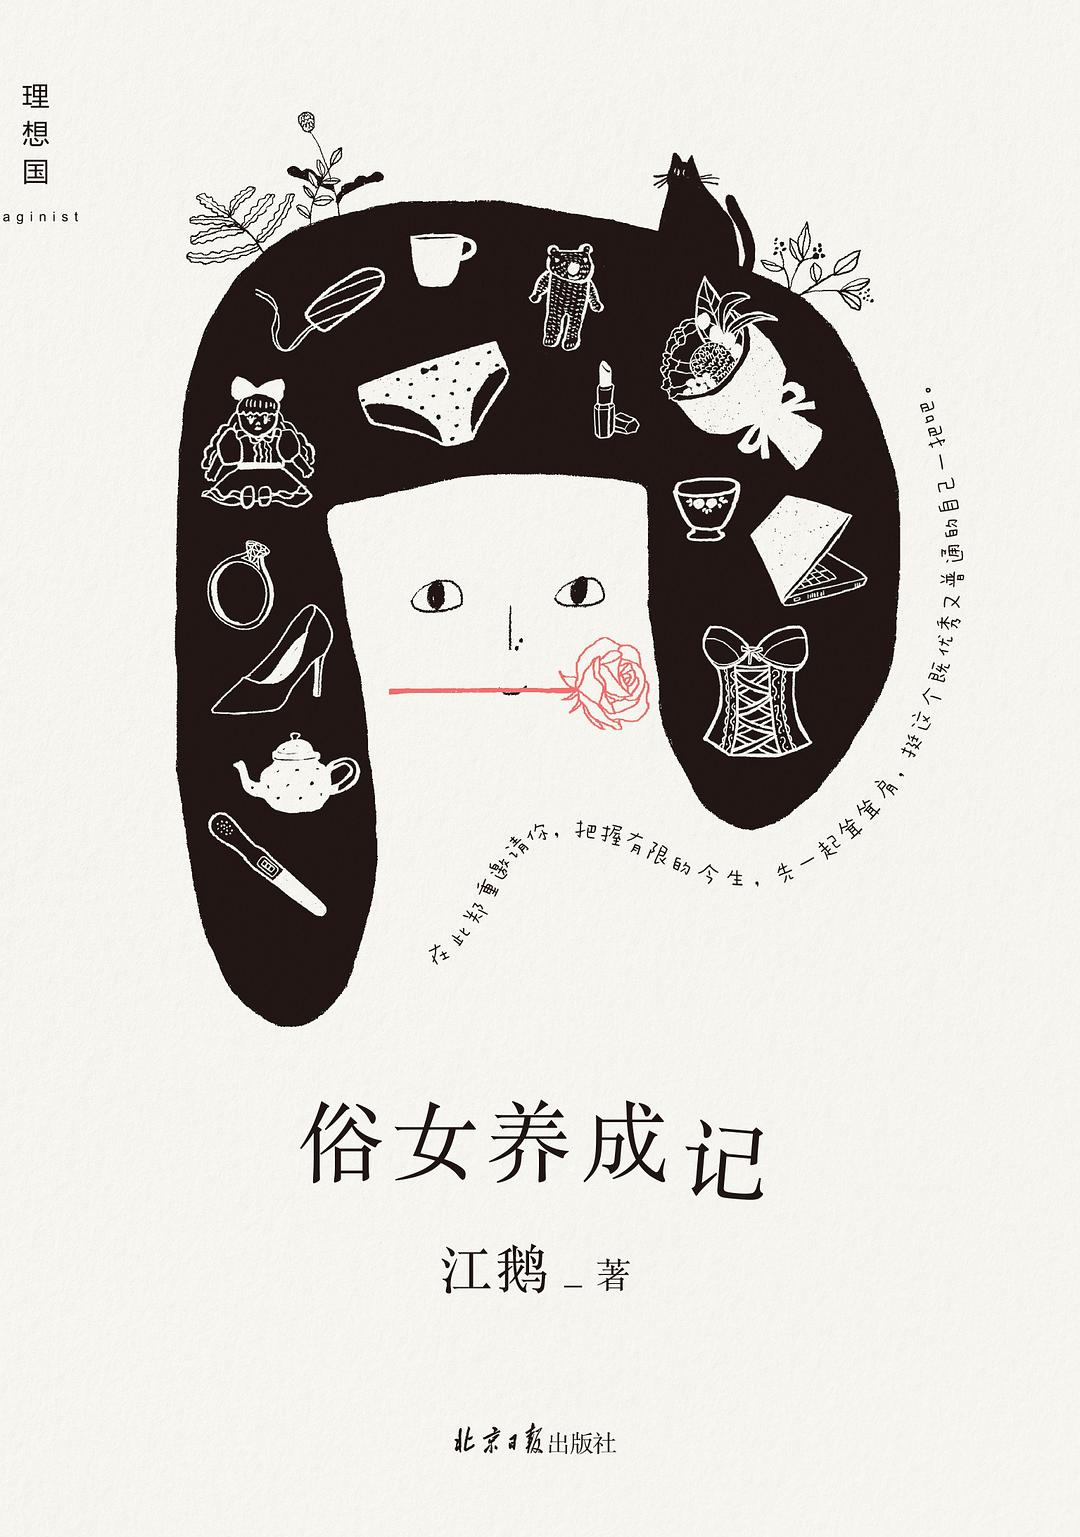 理想国
aginist
在此郑重邀请你，把握有限的今生，先一起耸耸肩，挺这个既优秀又普通的自己一把吧。
俗女养成记
江鹅_著
北京日报出版社